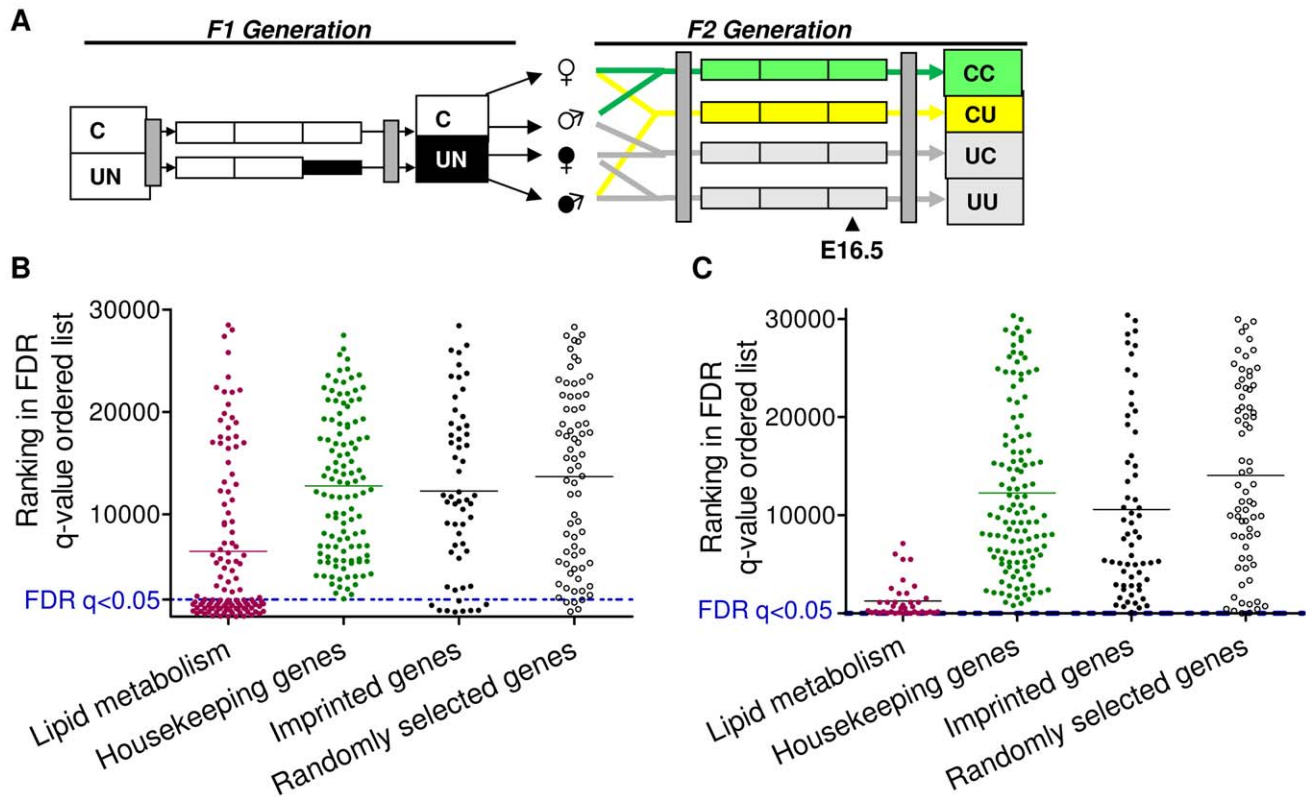 A
F1 Generation
F2 Generation
C
UN
C
UN
♀
♂
CC
CU
UC
UU
E16.5
B
Ranking in FDR
q-value ordered list
30000
20000
10000
FDR q<0.05
Lipid metabolism
Housekeeping genes
Imprinted genes
Randomly selected genes
C
Ranking in FDR
q-value ordered list
30000
20000
10000
FDR q<0.05
Lipid metabolism
Housekeeping genes
Imprinted genes
Randomly selected genes